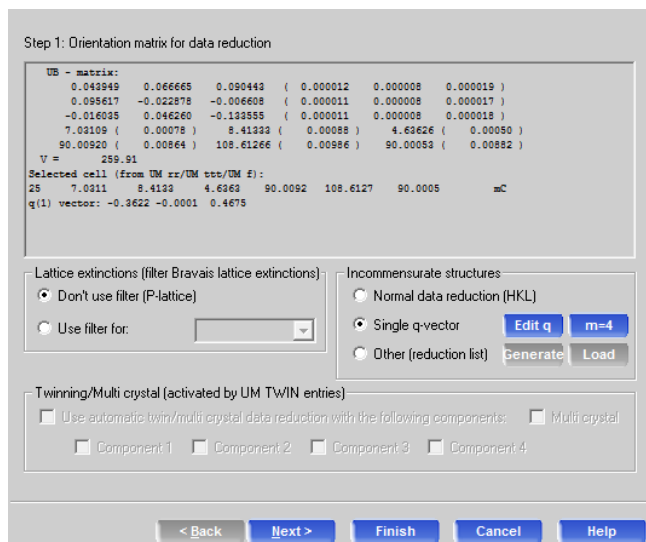 Step 1: Orientation matrix for data reduction
UB - matrix:
0.043949 0.066665 0.090443 ( 0.000012 0.000008 0.000019 )
0.095617 -0.022878 -0.006608 ( 0.000011 0.000008 0.000017 )
-0.016035 0.046260 -0.133555 ( 0.000011 0.000008 0.000018 )
7.03109 ( 0.00078 ) 8.41333 ( 0.00088 ) 4.63626 ( 0.00050 )
90.00920 ( 0.00864 ) 108.61266 ( 0.00986 ) 90.00053 ( 0.00882 )
V = 259.91
Selected cell (from UM rr/UM ttt/UM f):
25 7.0311 8.4133 4.6363 90.0092 108.6127 90.0005 mC
q(1) vector: -0.3622 -0.0001 0.4675
Lattice extinctions (filter Bravais lattice extinctions)
Don't use filter (P-lattice)
Use filter for:
Incommensurate structures
Normal data reduction (HKL)
Single q-vector Edit q m=4
Other (reduction list) Generate Load
Twinning/Multi crystal (activated by UM TWIN entries)
Use automatic twin/multi crystal data reduction with the following components: Multi crystal
Component 1 Component 2 Component 3 Component 4
< Back Next > Finish Cancel Help